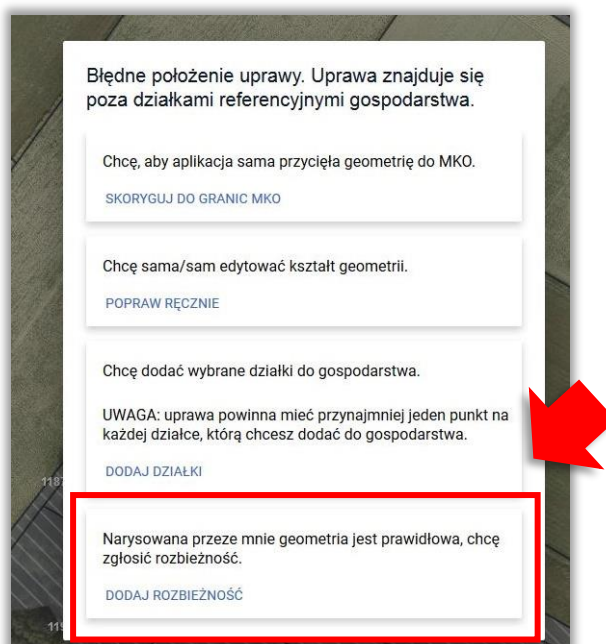 Błędne położenie uprawy. Uprawa znajduje się
poza działkami referencyjnymi gospodarstwa.
Chcę, aby aplikacja sama przycięła geometrię do MKO.
SKORYGUJ DO GRANIC MKO
Chcę sama/sam edytować kształt geometrii.
POPRAW RĘCZNIE
Chcę dodać wybrane działki do gospodarstwa.
UWAGA: uprawa powinna mieć przynajmniej jeden punkt na
każdej działce, którą chcesz dodać do gospodarstwa.
DODAJ DZIAŁKI
Narysowana przeze mnie geometria jest prawidłowa, chcę
zgłosić rozbieżność.
DODAJ ROZBIEŻNOŚĆ